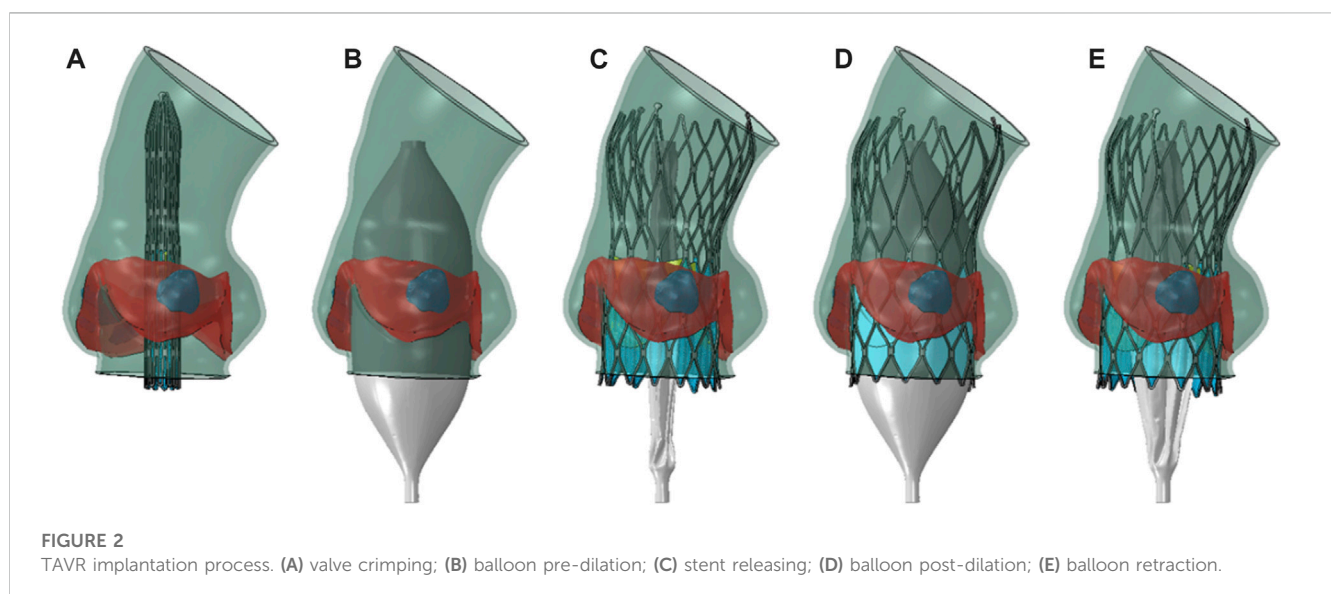 A B C D E
FIGURE 2
TAVR implantation process. (A) valve crimping; (B) balloon pre-dilation; (C) stent releasing; (D) balloon post-dilation; (E) balloon retraction.